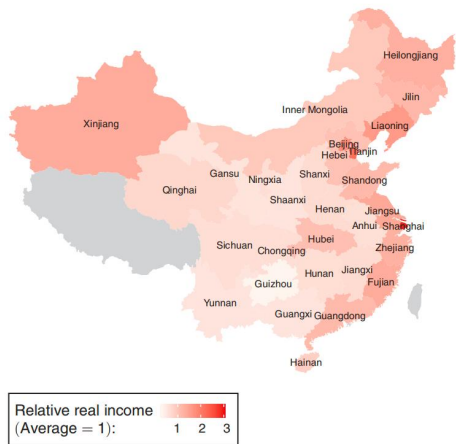 Heilongjiang
Jilin
Inner Mongolia
Liaoning
Xinjiang
Beijing
Tianjin
Hebei
Gansu
Ningxia
Shanxi
Shandong
Qinghai
Shaanxi
Henan
Jiangsu
Anhui
Shanghai
Hubei
Sichuan
Chongqing
Zhejiang
Hunan
Jiangxi
Guizhou
Fujian
Yunnan
Guangxi
Guangdong
Hainan
Relative real income
(Average = 1):
1 2 3